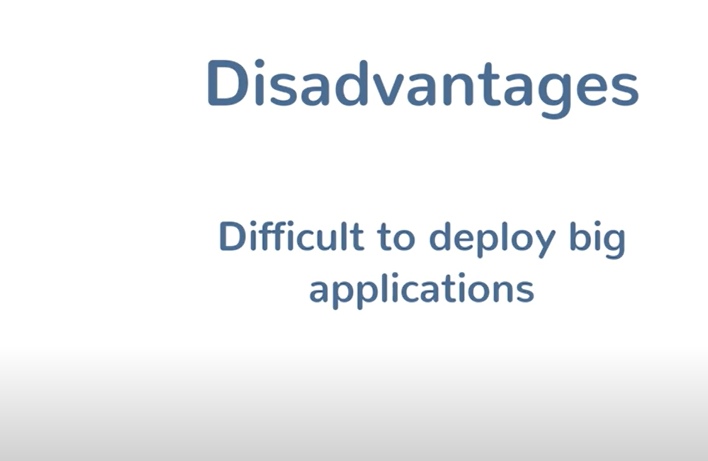 Disadvantages
Difficult to deploy big
applications